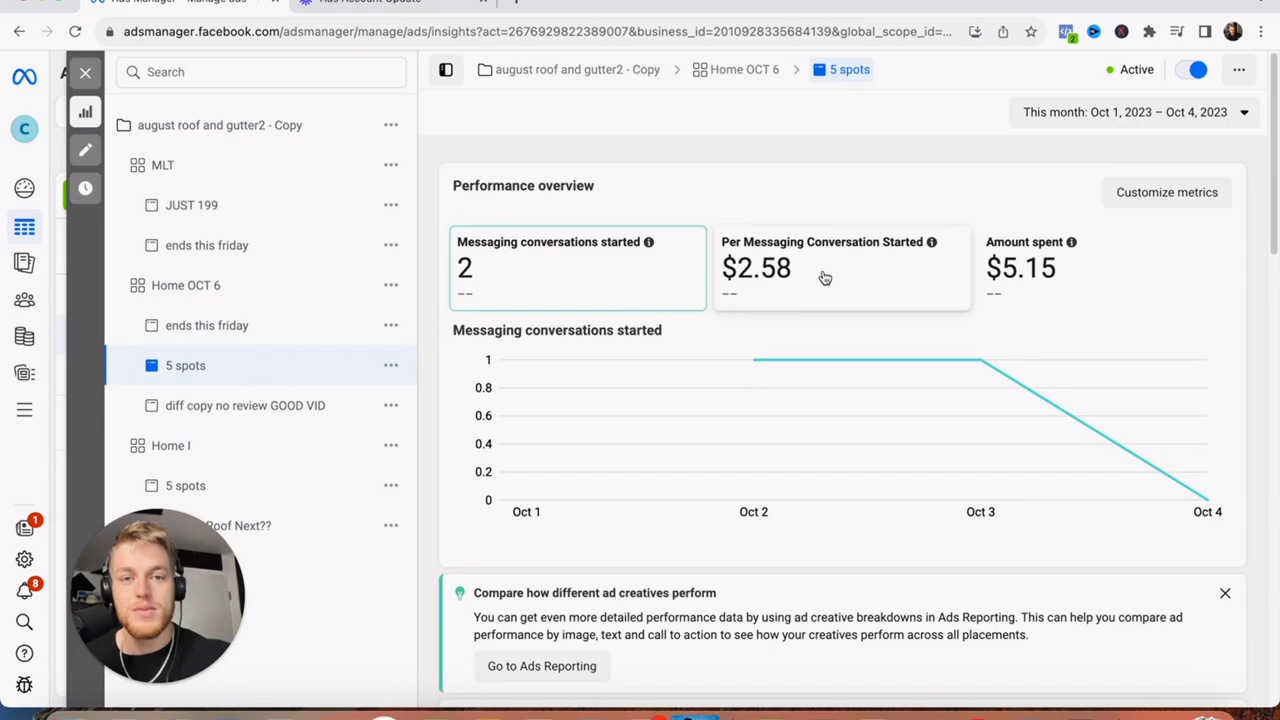 Ads Manager - Manage ads
Ads Account Update
adsmanager.facebook.com/adsmanager/manage/ads/insights?act=2676929822389007&business_id=2010928335684139&global_scope_id=...
2
Search
august roof and gutter2 - Copy
Home OCT 6
5 spots
Active
This month: Oct 1, 2023 – Oct 4, 2023
C
august roof and gutter2 - Copy
MLT
JUST 199
ends this friday
Home OCT 6
ends this friday
5 spots
diff copy no review GOOD VID
Home I
5 spots
Roof Next??
1
8
Performance overview
Customize metrics
Messaging conversations started
2
--
Per Messaging Conversation Started
$2.58
--
Amount spent
$5.15
--
Messaging conversations started
1
0.8
0.6
0.4
0.2
0
Oct 1
Oct 2
Oct 3
Oct 4
Compare how different ad creatives perform
You can get even more detailed performance data by using ad creative breakdowns in Ads Reporting. This can help you compare ad
performance by image, text and call to action to see how your creatives perform across all placements.
Go to Ads Reporting